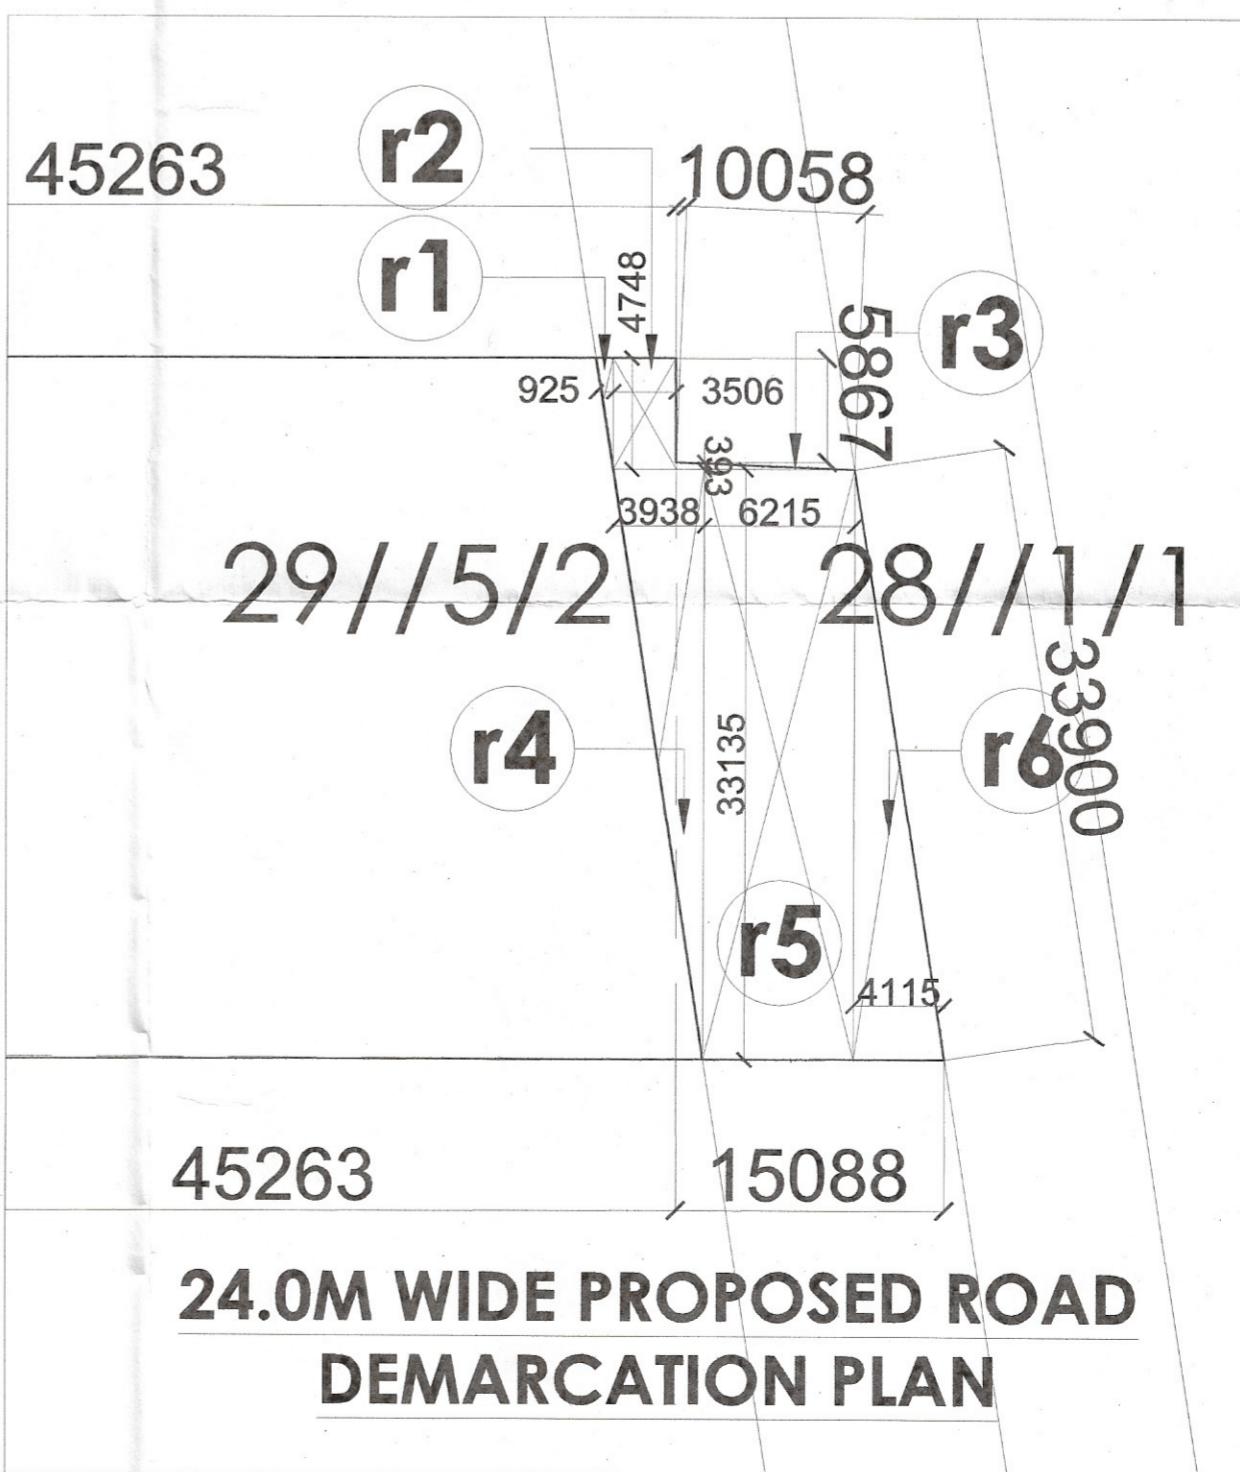 45263
r2
10058
r1
4748
5867
r3
925
3506
393
3938
6215
29//5/2
28//1/1
33900
r4
33135
r6
r5
4115
45263
15088
24.0M WIDE PROPOSED ROAD
DEMARCATION PLAN